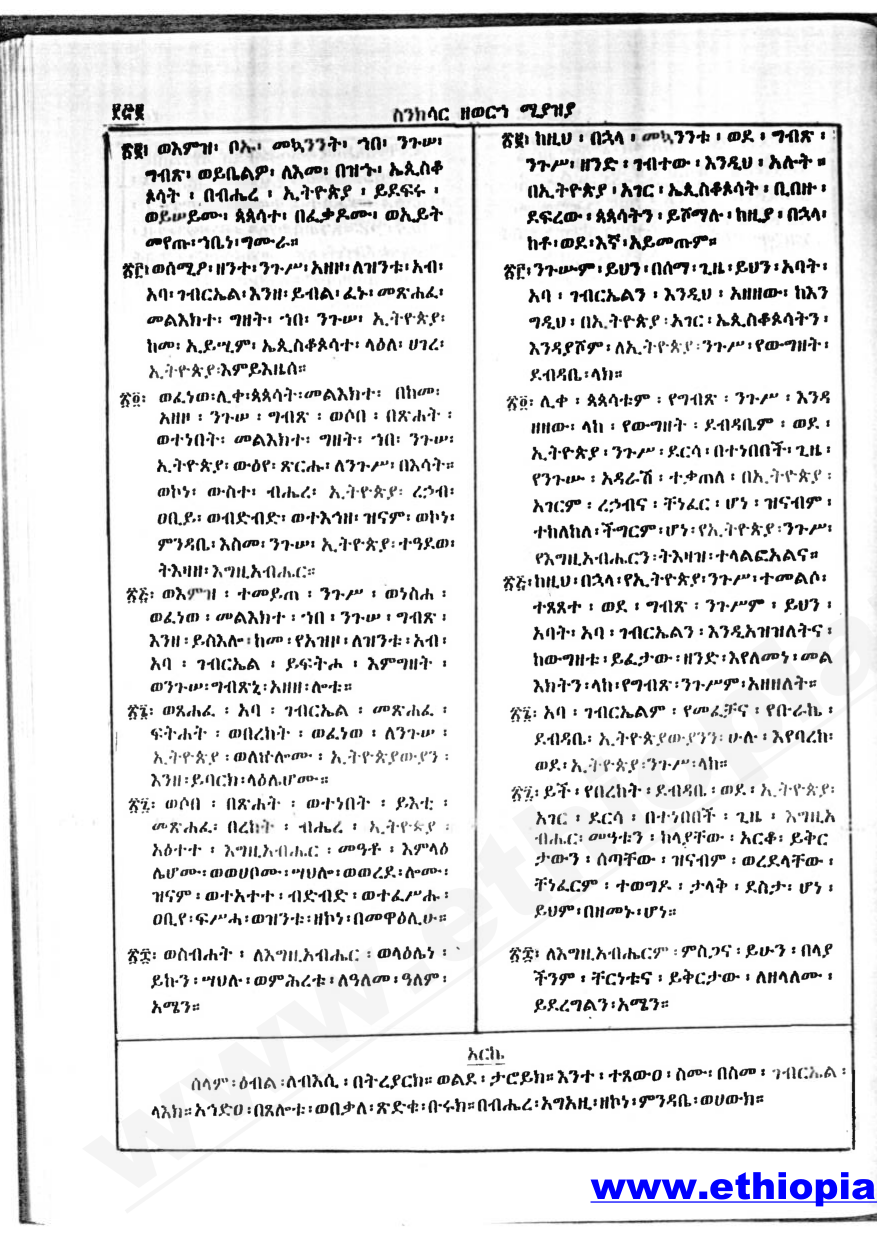 ፻፶፪ ስንክሳር ዘወርኀ ሚያዝያ
፳፪፡ ወእምዝ፡ ቦኡ፡ መኳንንት፡ ኀበ፡ ንጉሠ፡
ግብጽ፡ ወይቤልዎ፡ ለእመ፡ በዝኁ፡ ኤጲስቆ
ጶሳት ፡ በብሔረ ፡ ኢትዮጵያ ፡ ይደፍሩ ፡
ወይሠይሙ፡ ጳጳሳተ፡ በፈቃዶሙ፡ ወኢይት
መየጡ፡ኀቤነ፡ግሙራ።
፳፫፡ወሰሚዖ፡ዘንተ፡ንጉሥ፡አዘዞ፡ለዝንቱ፡አብ፡
አባ፡ገብርኤል፡እንዘ፡ይብል፡ፈኑ፡መጽሐፈ፡
መልእክተ፡ ግዘት፡ ኀበ፡ ንጉሠ፡ ኢትዮጵያ፡
ከመ፡ ኢይሢም፡ ኤጲስቆጶሳተ፡ ላዕለ፡ ሀገረ፡
ኢትዮጵያ፡እምይእዜሰ።
፳፬፡ ወፈነወ፡ሊቀ፡ጳጳሳት፡መልእክተ፡ በከመ፡
አዘዞ ፡ ንጉሠ ፡ ግብጽ ፡ ወሶበ ፡ በጽሐት ፡
ወተነበት፡ መልእክተ፡ ግዘት፡ ኀበ፡ ንጉሠ፡
ኢትዮጵያ፡ ውዕየ፡ ጽርሑ፡ ለንጉሥ፡ በእሳት።
ወኮነ፡ ውስተ፡ ብሔረ፡ ኢትዮጵያ፡ ረኃብ፡
ዐቢይ፡ ወብድብድ፡ ወተእኅዘ፡ ዝናም፡ ወኮነ፡
ምንዳቤ፡ እስመ፡ ንጉሠ፡ ኢትዮጵያ፡ ተዓደወ፡
ትእዛዘ፡እግዚአብሔር።
፳፭፡ ወእምዝ ፡ ተመይጠ ፡ ንጉሥ ፡ ወነስሐ ፡
ወፈነወ ፡ መልእክተ ፡ ኀበ ፡ ንጉሠ ፡ ግብጽ ፡
እንዘ፡ይስእሎ፡ከመ፡የአዝዞ፡ለዝንቱ፡አብ፡
አባ ፡ ገብርኤል ፡ ይፍትሐ ፡ እምግዘት ፡
ወንጉሠ፡ግብጽኒ፡አዘዘ፡ሎቱ።
፳፮፡ ወጸሐፈ ፡ አባ ፡ ገብርኤል ፡ መጽሐፈ ፡
ፍትሐት ፡ ወበረከት ፡ ወፈነወ ፡ ለንጉሠ ፡
ኢትዮጵያ ፡ ወለኵሎሙ ፡ ኢትዮጵያውያን ፡
እንዘ፡ይባርክ፡ላዕሌሆሙ።
፳፯፡ ወሶበ ፡ በጽሐት ፡ ወተነበት ፡ ይእቲ ፡
መጽሐፈ፡ በረከት ፡ ብሔረ ፡ ኢትዮጵያ ፡
አዕተተ ፡ እግዚአብሔር ፡ መዓቶ ፡ እምላዕ
ሌሆሙ፡ወወሀቦሙ፡ሣህሎ፡ወወረደ፡ሎሙ፡
ዝናም ፡ ወተአተተ ፡ ብድብድ ፡ ወተፈሥሑ ፡
ዐቢየ፡ፍሥሓ፡ወዝንቱ፡ዘኮነ፡በመዋዕሊሁ።
፳፰፡ ወስብሐት ፡ ለእግዚአብሔር ፡ ወላዕሌነ ፡
ይኩን ፡ ሣህሉ ፡ ወምሕረቱ፡ ለዓለመ፡ ዓለም፡
አሜን።
፳፪፡ ከዚህ ፡ በኋላ ፡ መኳንንቱ ፡ ወደ ፡ ግብጽ ፡
ንጉሥ፡ ዘንድ ፡ ገብተው ፡ እንዲህ ፡ አሉት ።
በኢትዮጵያ ፡ አገር ፡ ኤጲስቆጶሳት ፡ ቢበዙ ፡
ደፍረው፡ጳጳሳትን፡ይሾማሉ፡ከዚያ፡በኋላ፡
ከቶ፡ወደ፡እኛ፡አይመጡም።
፳፫፡ንጉሡም፡ይህን፡በሰማ፡ጊዜ፡ይህን፡አባት፡
አባ ፡ ገብርኤልን ፡ እንዲህ ፡ አዘዘው፡ ከእን
ግዲህ፡ በኢትዮጵያ፡አገር፡ኤጲስቆጶሳትን፡
እንዳያሾም፡ለኢትዮጵያ፡ንጉሥ፡የውግዘት፡
ደብዳቤ፡ላክ።
፳፬፡ ሊቀ ፡ ጳጳሳቱም ፡ የግብጽ ፡ ንጉሥ ፡ እንዳ
ዘዘው፡ ላከ ፡ የውግዘት ፡ ደብዳቤም ፡ ወደ ፡
ኢትዮጵያ፡ንጉሥ፡ደርሳ፡በተነበበች፡ጊዜ፡
የንጉሡ ፡ አዳራሽ ፡ ተቃጠለ ፡ በኢትዮጵያ ፡
አገርም ፡ ረኃብና ፡ ቸነፈር ፡ ሆነ ፡ ዝናብም ፡
ተከለከለ፡ችግርም፡ሆነ፡የኢትዮጵያ፡ንጉሥ፡
የእግዚአብሔርን፡ትእዛዝ፡ተላልፎአልና።
፳፭፡ከዚህ፡በኋላ፡የኢትዮጵያ፡ንጉሥ፡ተመልሶ፡
ተጸጸተ ፡ ወደ ፡ ግብጽ ፡ ንጉሥም ፡ ይህን ፡
አባት፡አባ ፡ገብርኤልን፡እንዲአዝዝለትና፡
ከውግዘቱ፡ይፈታው፡ዘንድ፡እየለመነ፡መል
እክትን፡ላከ፡የግብጽ፡ንጉሥም፡አዘዘለት።
፳፮፡ አባ ፡ ገብርኤልም ፡ የመፈቻና ፡ የቡራኬ ፡
ደብዳቤ፡ ኢትዮጵያውያንን፡ ሁሉ ፡ እየባረከ፡
ወደ፡ኢትዮጵያ፡ንጉሥ፡ላከ።
፳፯፡ ይች ፡ የበረከት ፡ ደብዳቤ ፡ ወደ ፡ ኢትዮጵያ፡
አገር ፡ ደርሳ ፡ በተነበበች ፡ ጊዜ ፡ እግዚአ
ብሔር፡ መዓቱን ፡ ከላያቸው ፡ አርቆ፡ ይቅር
ታውን ፡ ሰጣቸው ፡ ዝናብም ፡ ወረደላቸው ፡
ቸነፈርም ፡ ተወግዶ ፡ ታላቅ ፡ ደስታ፡ ሆነ ፡
ይህም፡በዘመኑ፡ሆነ።
፳፰፡ ለእግዚአብሔርም ፡ ምስጋና ፡ ይሁን ፡ በላያ
ችንም ፡ ቸርነቱና ፡ ይቅርታው ፡ ለዘላለሙ ፡
ይደረግልን፡አሜን።
አርኬ
ሰላም፡ዕብል፡ለብእሲ፡በትረያርክ። ወልደ፡ታሮይክ። እንተ፡ተጸውዐ፡ስሙ፡በስመ፡ገብርኤል፡
ላእክ።አኀድዐ፡በጸሎቱ፡ወበቃለ፡ጽድቁ፡ቡሩክ።በብሔረ፡አግአዚ፡ዘኮነ፡ምንዳቤ፡ወሀውክ።
www.ethiopia